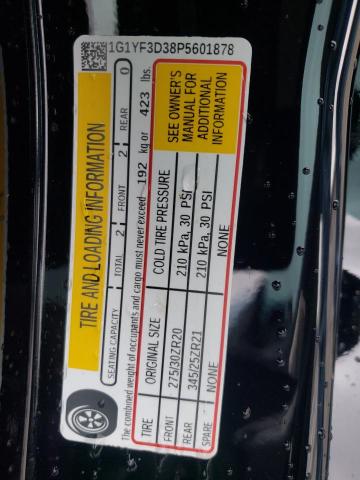 1G1YF3D38P5601878
TIRE AND LOADING INFORMATION
SEATING CAPACITY TOTAL 2 FRONT 2 REAR 0
The combined weight of occupants and cargo must never exceed 192 kg or 423 lbs.
TIRE ORIGINAL SIZE COLD TIRE PRESSURE
FRONT 275/30ZR20 210 kPa, 30 PSI
REAR 345/25ZR21 210 kPa, 30 PSI
SPARE NONE NONE
SEE OWNER'S
MANUAL FOR
ADDITIONAL
INFORMATION